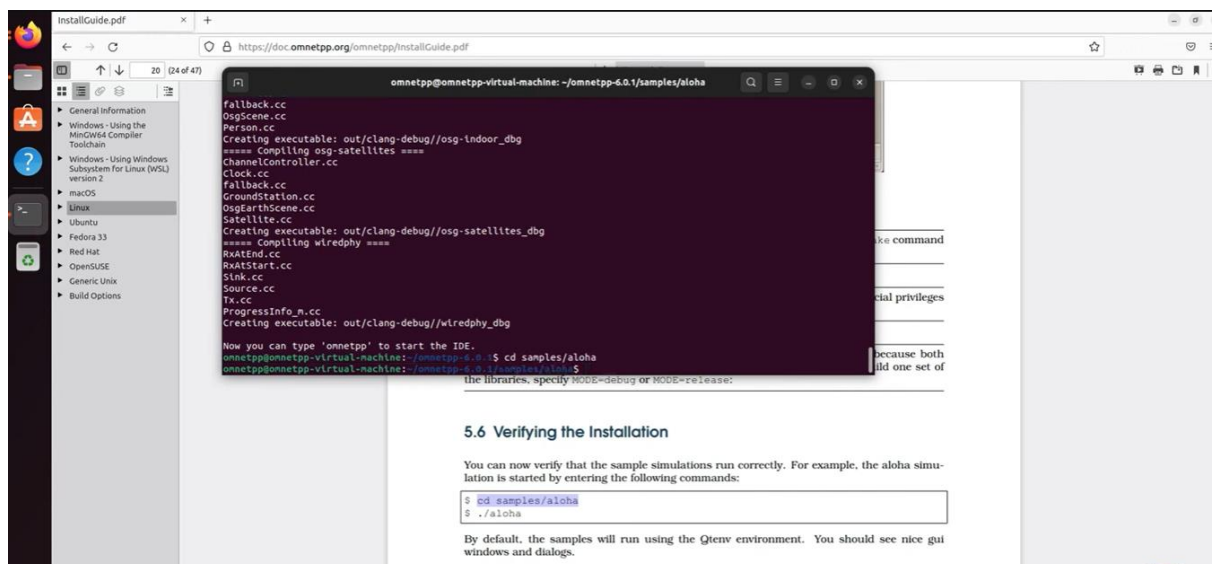 InstallGuide.pdf
https://doc.omnetpp.org/omnetpp/InstallGuide.pdf
20 (24 of 47)
General Information
Windows - Using the
MinGW64 Compiler
Toolchain
Windows - Using Windows
Subsystem for Linux (WSL)
version 2
macOS
Linux
Ubuntu
Fedora 33
Red Hat
OpenSUSE
Generic Unix
Build Options
omnetpp@omnetpp-virtual-machine: ~/omnetpp-6.0.1/samples/aloha
fallback.cc
OsgScene.cc
Person.cc
Creating executable: out/clang-debug//osg-indoor_dbg
===== Compiling osg-satellites ====
ChannelController.cc
Clock.cc
fallback.cc
GroundStation.cc
OsgEarthScene.cc
Satellite.cc
Creating executable: out/clang-debug//osg-satellites_dbg
===== Compiling wiredphy ====
RxAtEnd.cc
RxAtStart.cc
Sink.cc
Source.cc
Tx.cc
ProgressInfo_m.cc
Creating executable: out/clang-debug//wiredphy_dbg
Now you can type 'omnetpp' to start the IDE.
omnetpp@omnetpp-virtual-machine:~/omnetpp-6.0.1$ cd samples/aloha
omnetpp@omnetpp-virtual-machine:~/omnetpp-6.0.1/samples/aloha$
command
cial privileges
because both
ild one set of
the libraries, specify MODE=debug or MODE=release:
5.6 Verifying the Installation
You can now verify that the sample simulations run correctly. For example, the aloha simu-
lation is started by entering the following commands:
$ cd samples/aloha
$ ./aloha
By default, the samples will run using the Qtenv environment. You should see nice gui
windows and dialogs.